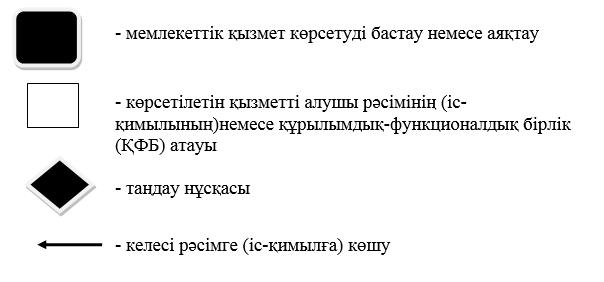 - мемлекеттік қызмет көрсетуді бастау немесе аяқтау
- көрсетілетін қызметті алушы рәсімінің (іс-
қимылының)немесе құрылымдық-функционалдық бірлік
(ҚФБ) атауы
- тандау нұсқасы
- келесі рәсімге (іс-қимылға) көшу